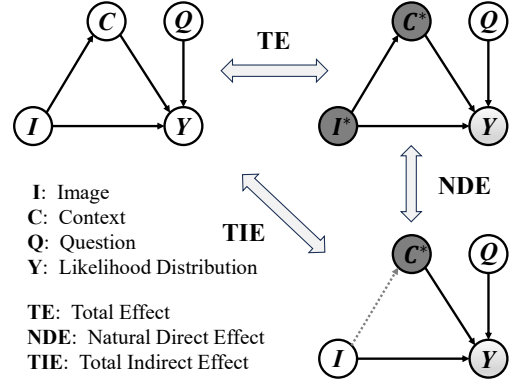 C Q
TE
C* Q
I Y
I* Y
NDE
TIE
I: Image
C: Context
Q: Question
Y: Likelihood Distribution
TE: Total Effect
NDE: Natural Direct Effect
TIE: Total Indirect Effect
C* Q
I Y